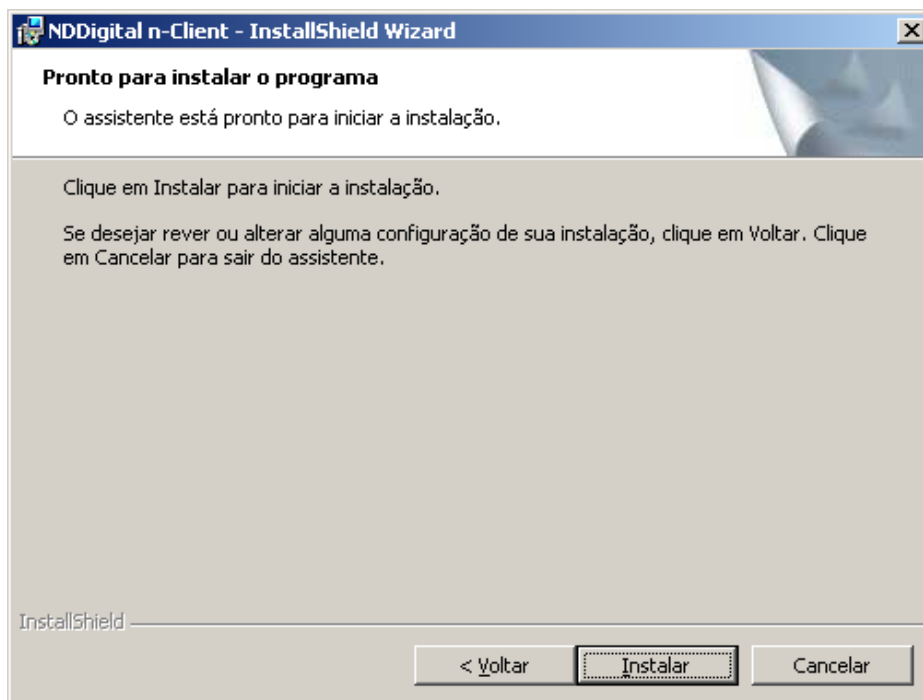 NDDigital n-Client - InstallShield Wizard
Pronto para instalar o programa
O assistente está pronto para iniciar a instalação.
Clique em Instalar para iniciar a instalação.
Se desejar rever ou alterar alguma configuração de sua instalação, clique em Voltar. Clique
em Cancelar para sair do assistente.
InstallShield
< Voltar Instalar Cancelar